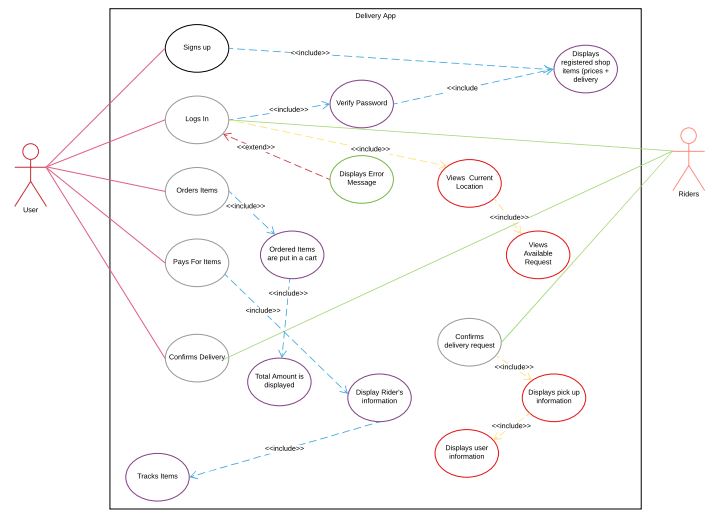 Delivery App
Signs up
<<include>>
Displays
registered shop
items (prices +
delivery
<<include
Verify Password
<<include>>
Logs In
<<extend>>
<<include>>
Displays Error
Message
Views Current
Location
User
Riders
Orders Items
<<include>>
<<include>>
Ordered Items
are put in a cart
Views
Available
Request
Pays For Items
<<include>>
<<include>>
Confirms
delivery request
Confirms Delivery
<<include>>
Total Amount is
displayed
Display Rider's
information
Displays pick up
information
<<include>>
Displays user
information
<<include>>
Tracks Items